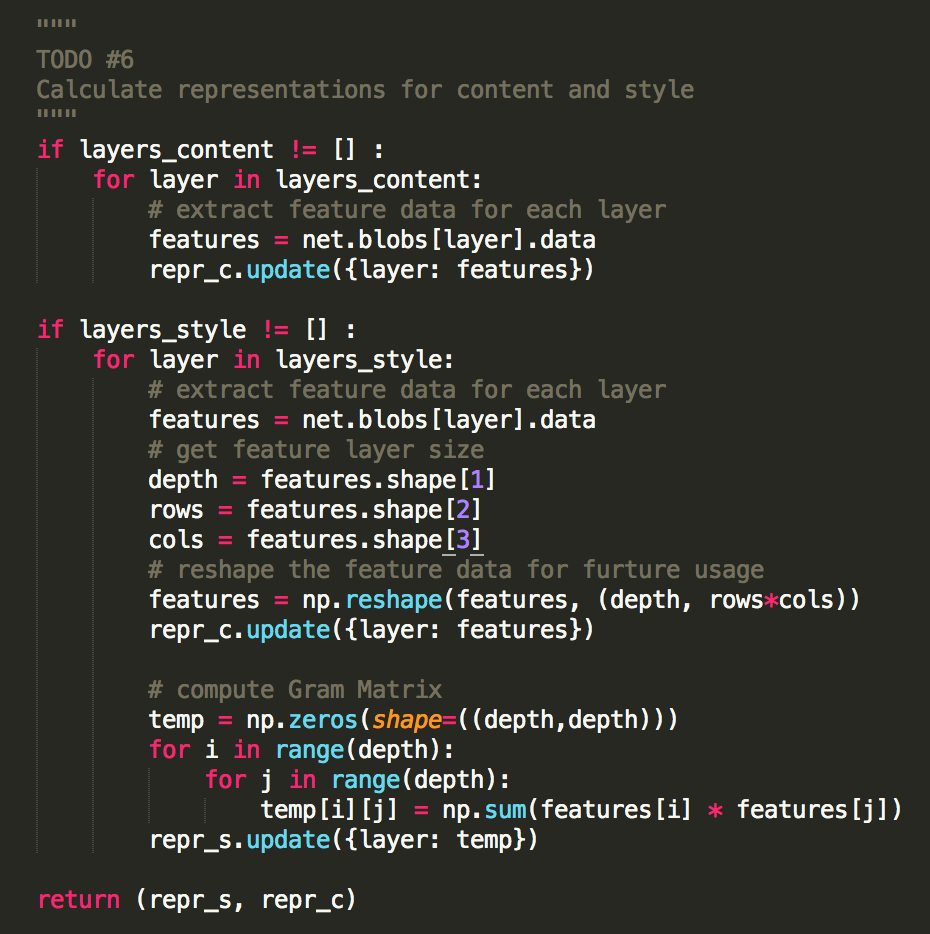 """
TODO #6
Calculate representations for content and style
"""
if layers_content != [] :
    for layer in layers_content:
        # extract feature data for each layer
        features = net.blobs[layer].data
        repr_c.update({layer: features})

if layers_style != [] :
    for layer in layers_style:
        # extract feature data for each layer
        features = net.blobs[layer].data
        # get feature layer size
        depth = features.shape[1]
        rows = features.shape[2]
        cols = features.shape[3]
        # reshape the feature data for furture usage
        features = np.reshape(features, (depth, rows*cols))
        repr_c.update({layer: features})

        # compute Gram Matrix
        temp = np.zeros(shape=((depth,depth)))
        for i in range(depth):
            for j in range(depth):
                temp[i][j] = np.sum(features[i] * features[j])
        repr_s.update({layer: temp})

return (repr_s, repr_c)